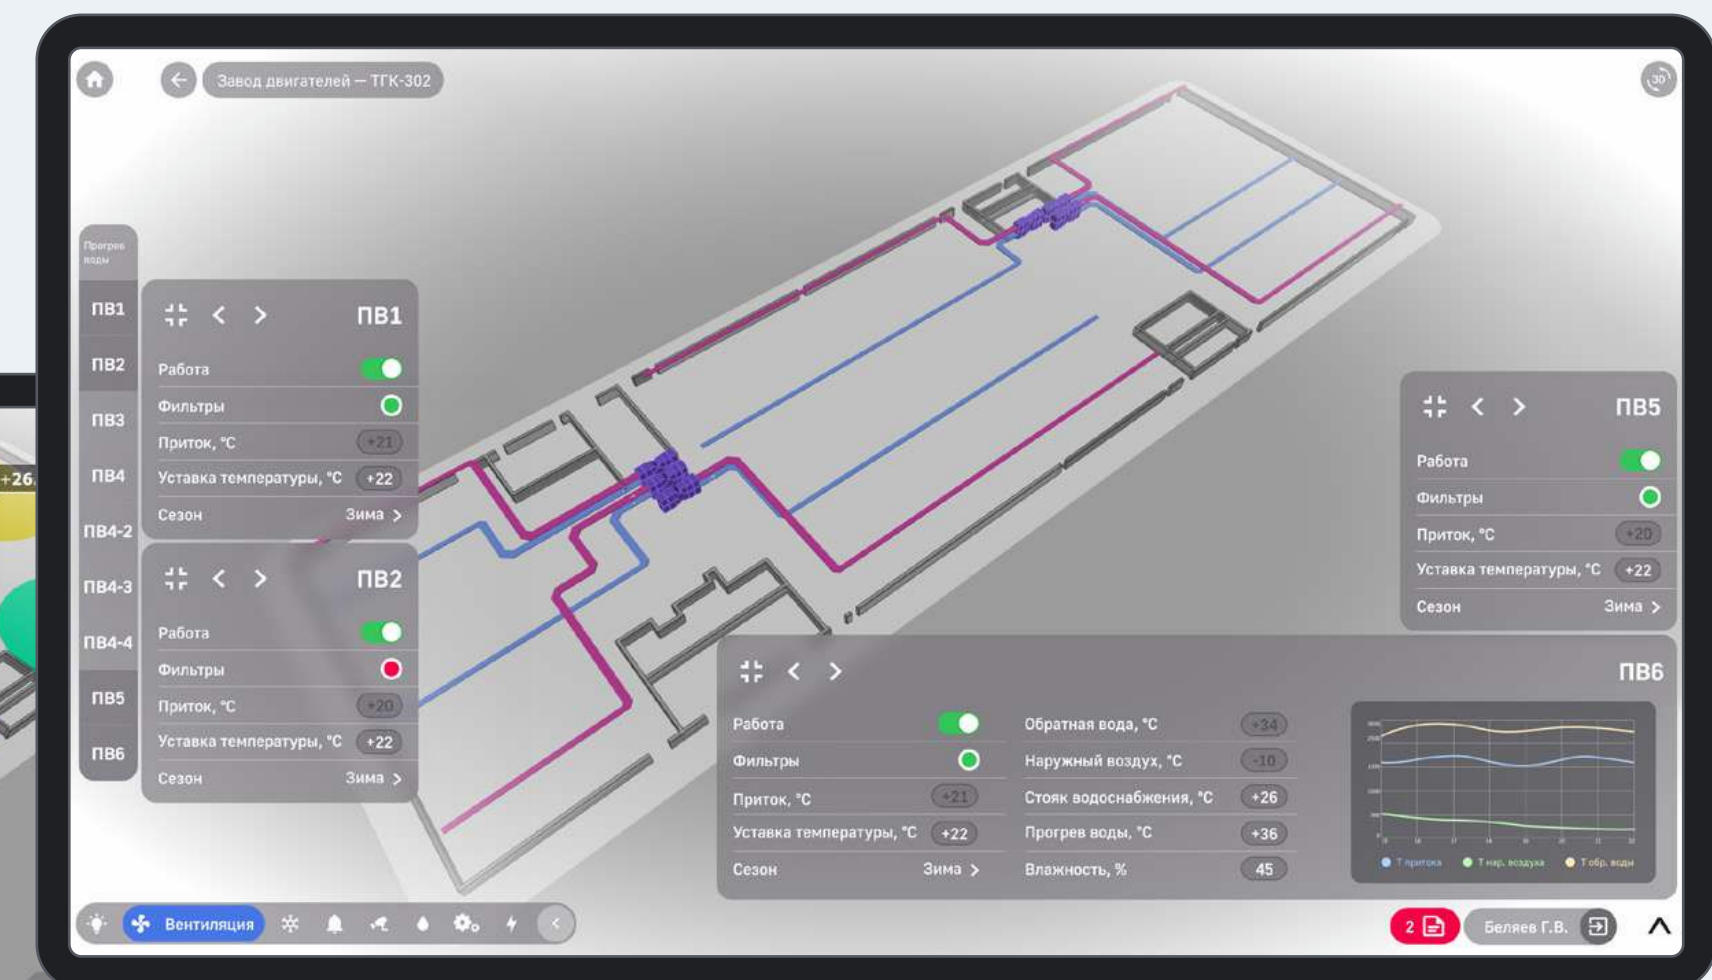 Завод двигателей — ТГК-302
3D
Прогрев
воды
ПВ1
ПВ2
ПВ3
ПВ4
ПВ4-2
ПВ4-3
ПВ4-4
ПВ5
ПВ6
ПВ1
Работа
Фильтры
Приток, °C +21
Уставка температуры, °C +22
Сезон Зима
ПВ2
Работа
Фильтры
Приток, °C +20
Уставка температуры, °C +22
Сезон Зима
ПВ5
Работа
Фильтры
Приток, °C +20
Уставка температуры, °C +22
Сезон Зима
ПВ6
Работа
Фильтры
Приток, °C +21
Уставка температуры, °C +22
Сезон Зима
Обратная вода, °C +34
Наружный воздух, °C -10
Стояк водоснабжения, °C +26
Прогрев воды, °C +36
Влажность, % 45
Т притока Т нар. воздуха Т обр. воды
+26.
Вентиляция
2
Беляев Г.В.